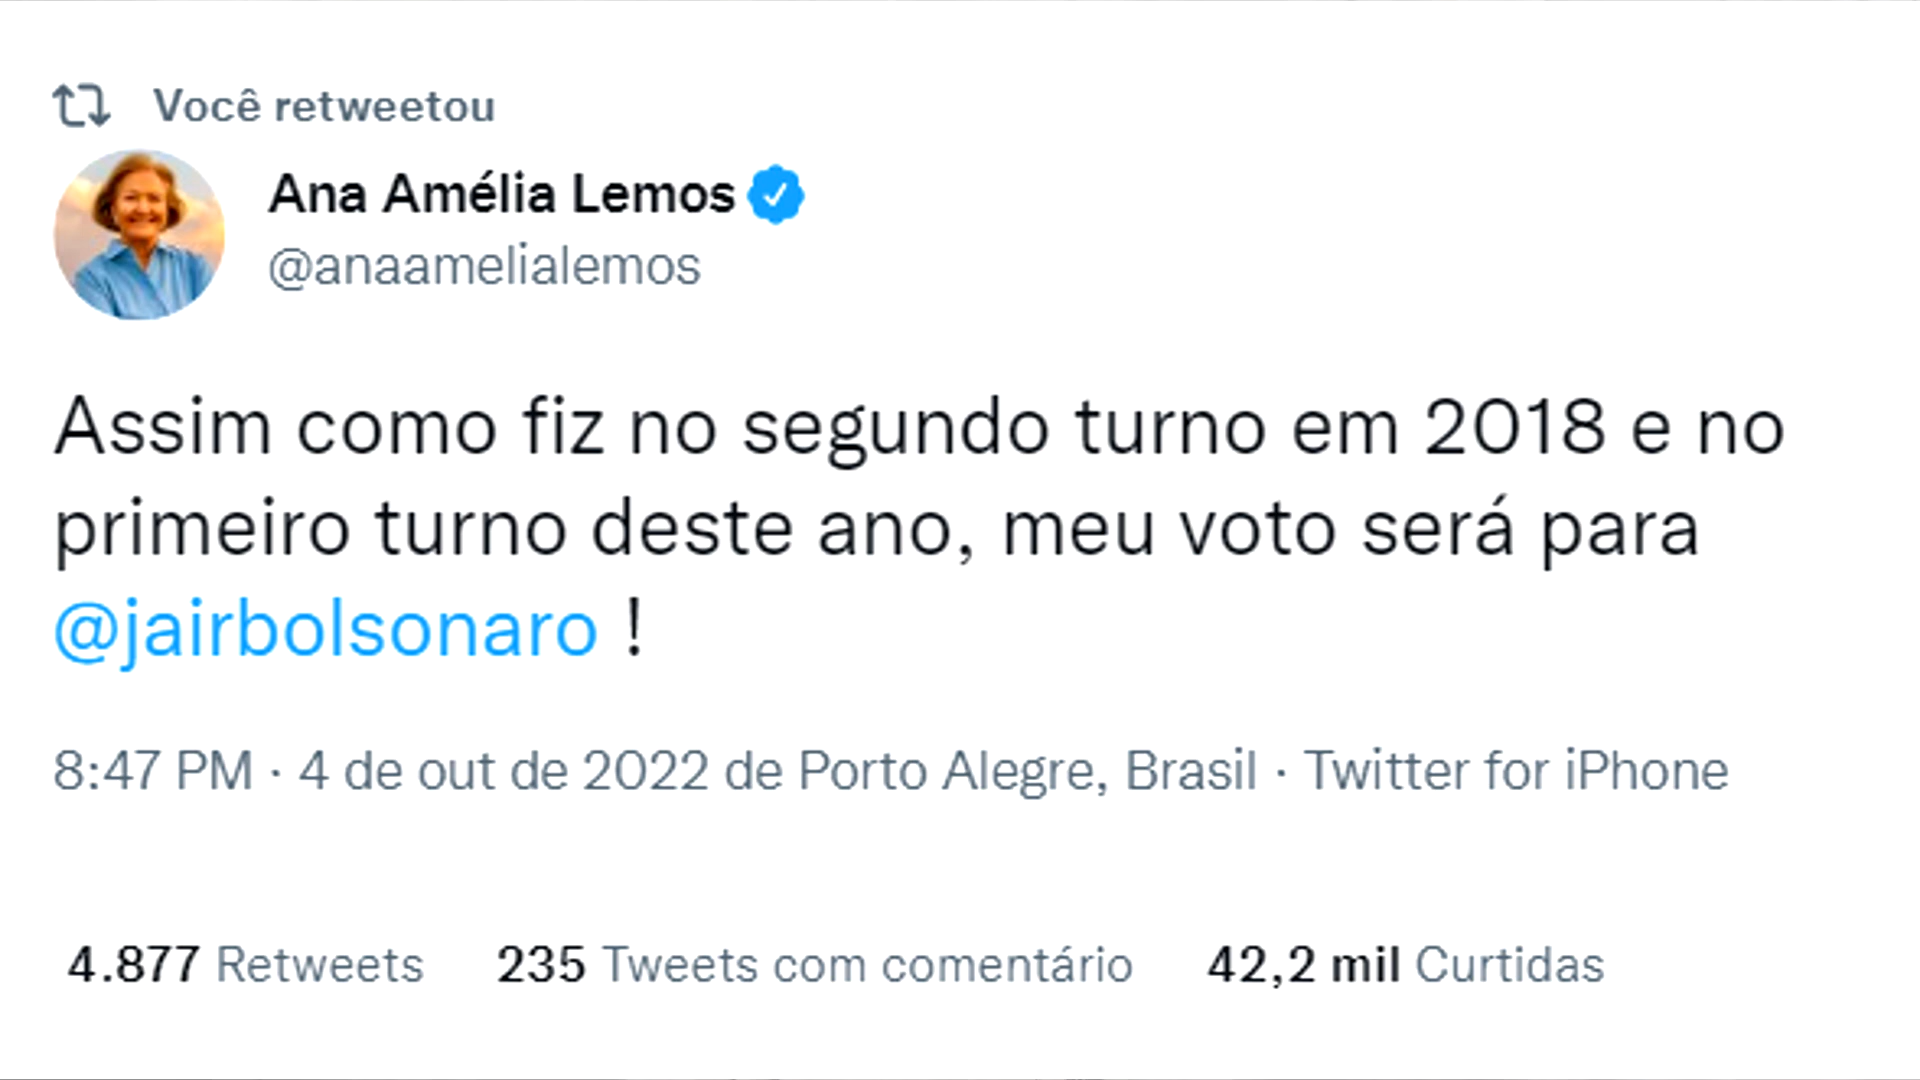 Você retweetou
Ana Amélia Lemos
@anaamelialemos
Assim como fiz no segundo turno em 2018 e no
primeiro turno deste ano, meu voto será para
@jairbolsonaro !
8:47 PM · 4 de out de 2022 de Porto Alegre, Brasil · Twitter for iPhone
4.877 Retweets 235 Tweets com comentário 42,2 mil Curtidas